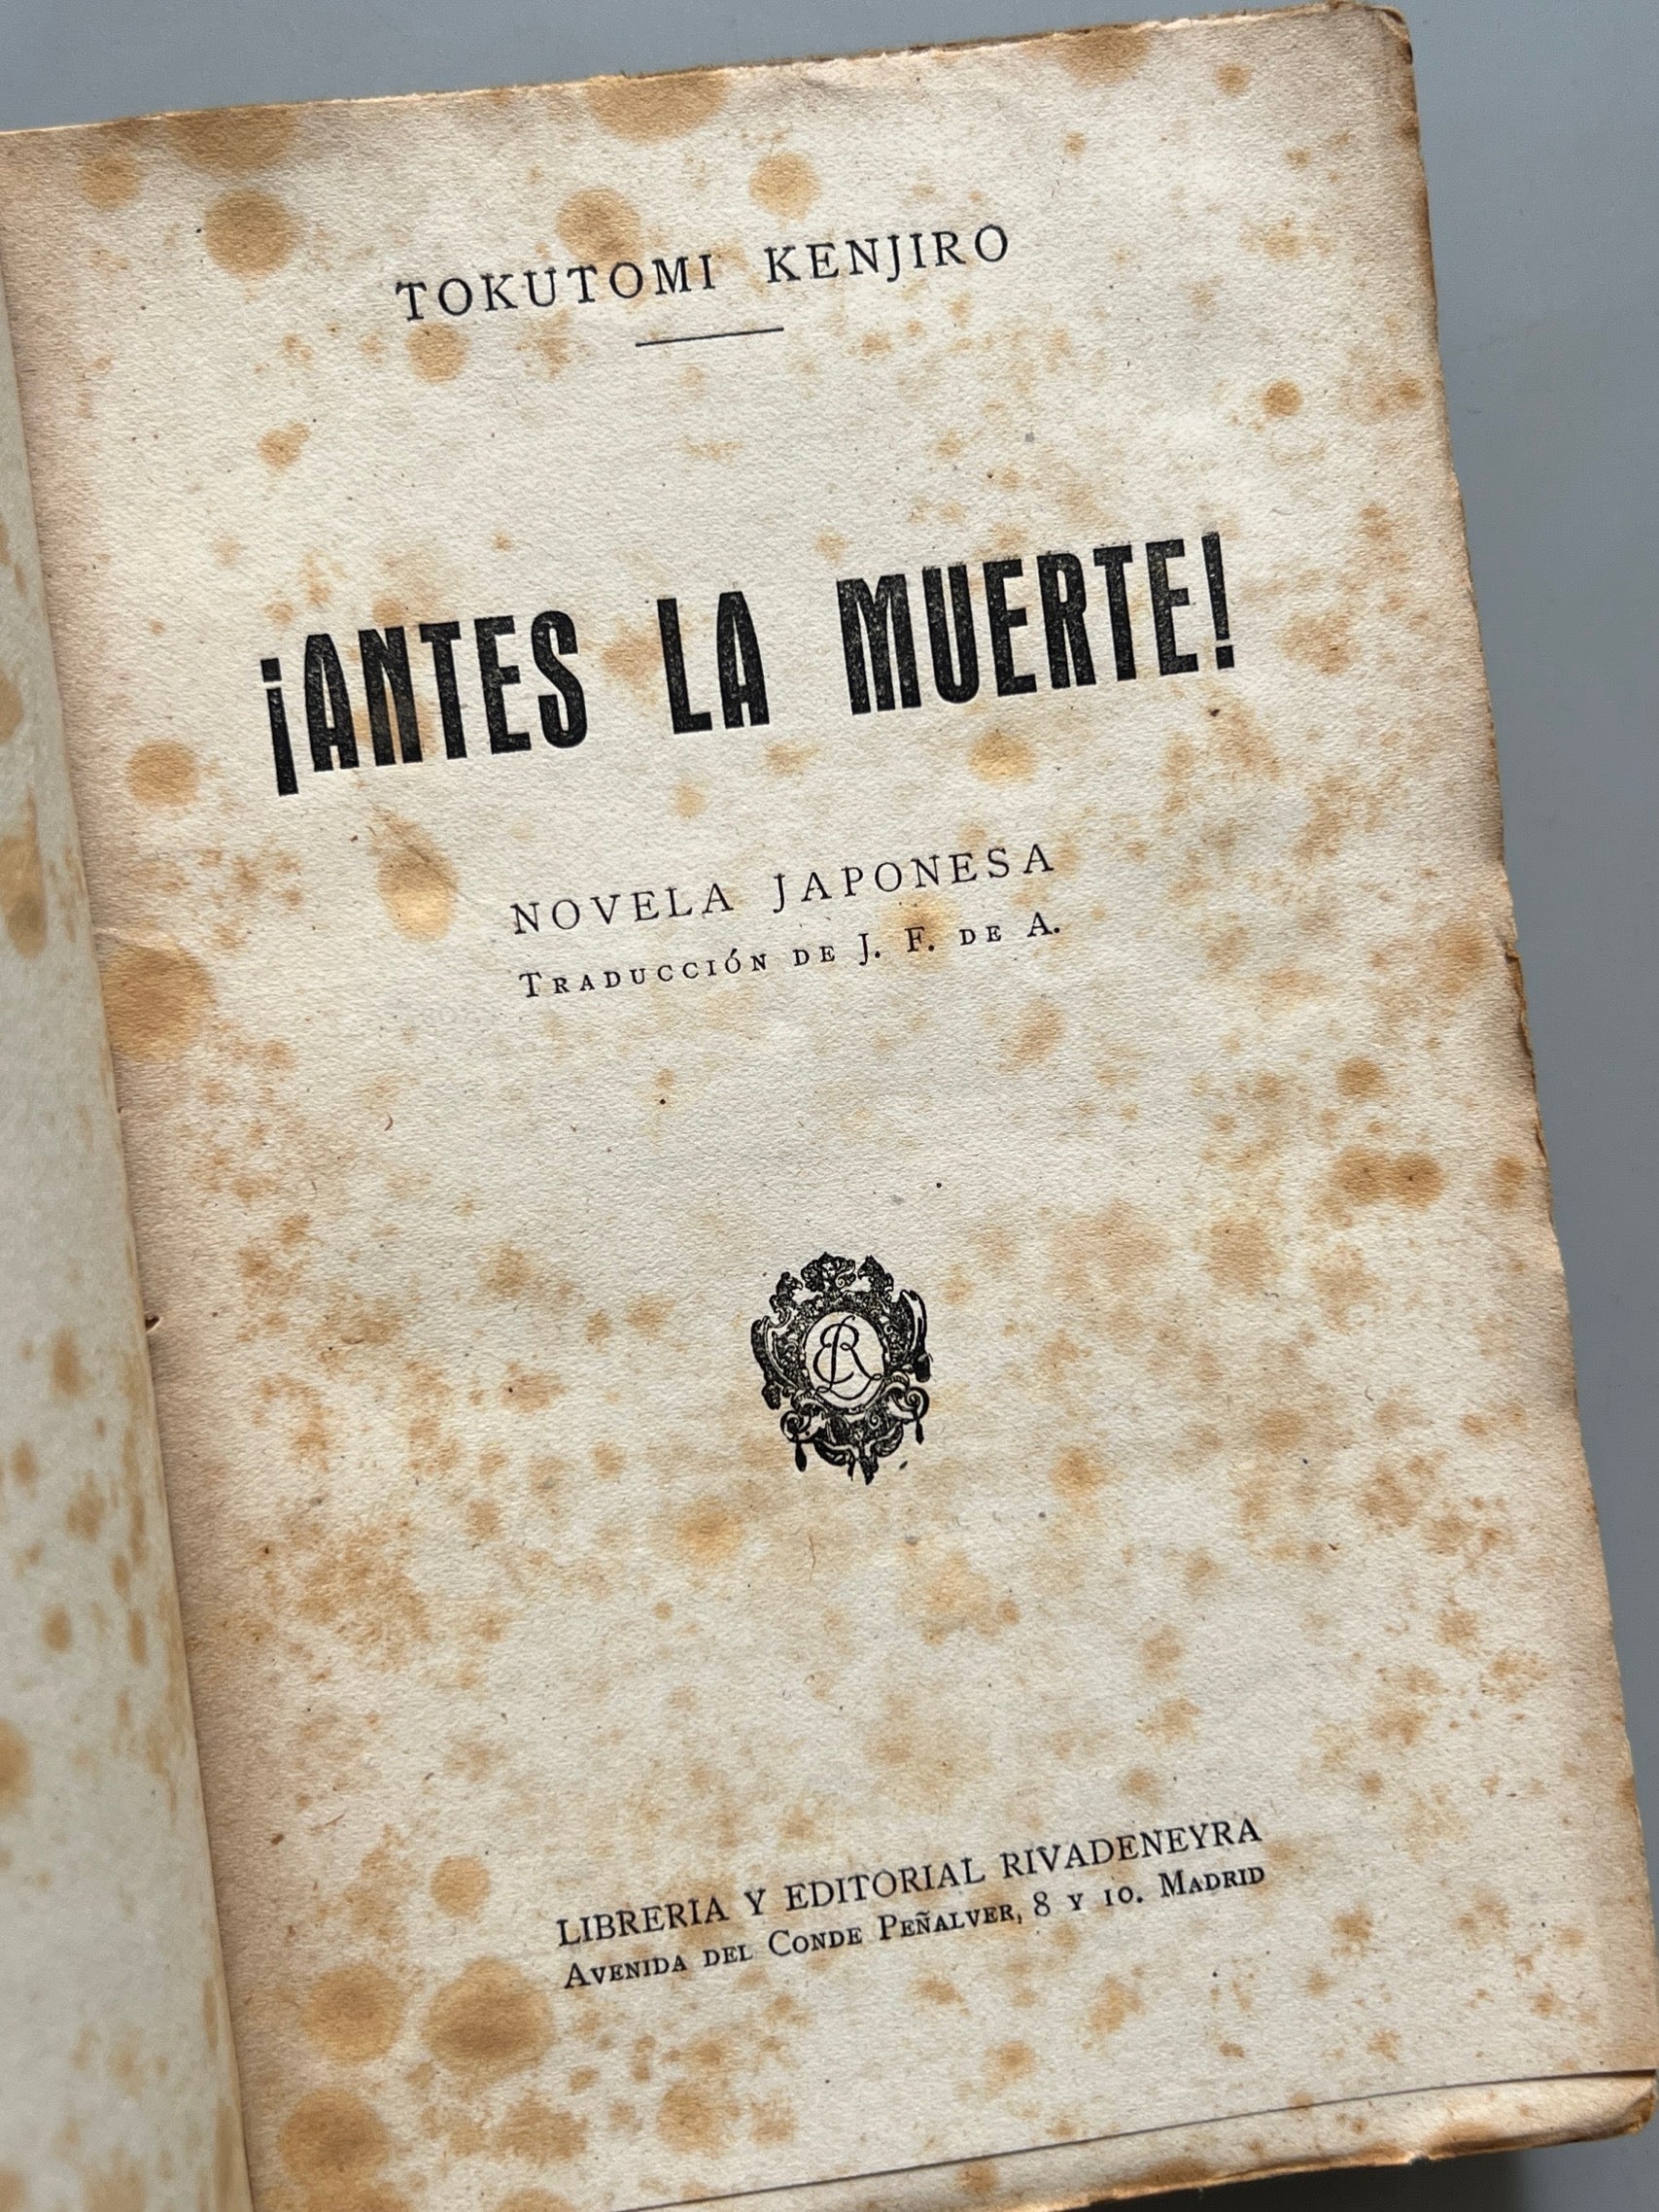 TOKUTOMI KENJIRO
¡ANTES LA MUERTE!
NOVELA JAPONESA
TRADUCCIÓN DE J. F. DE A.
LIBRERIA Y EDITORIAL RIVADENEYRA
AVENIDA DEL CONDE PEÑALVER, 8 Y 10. MADRID